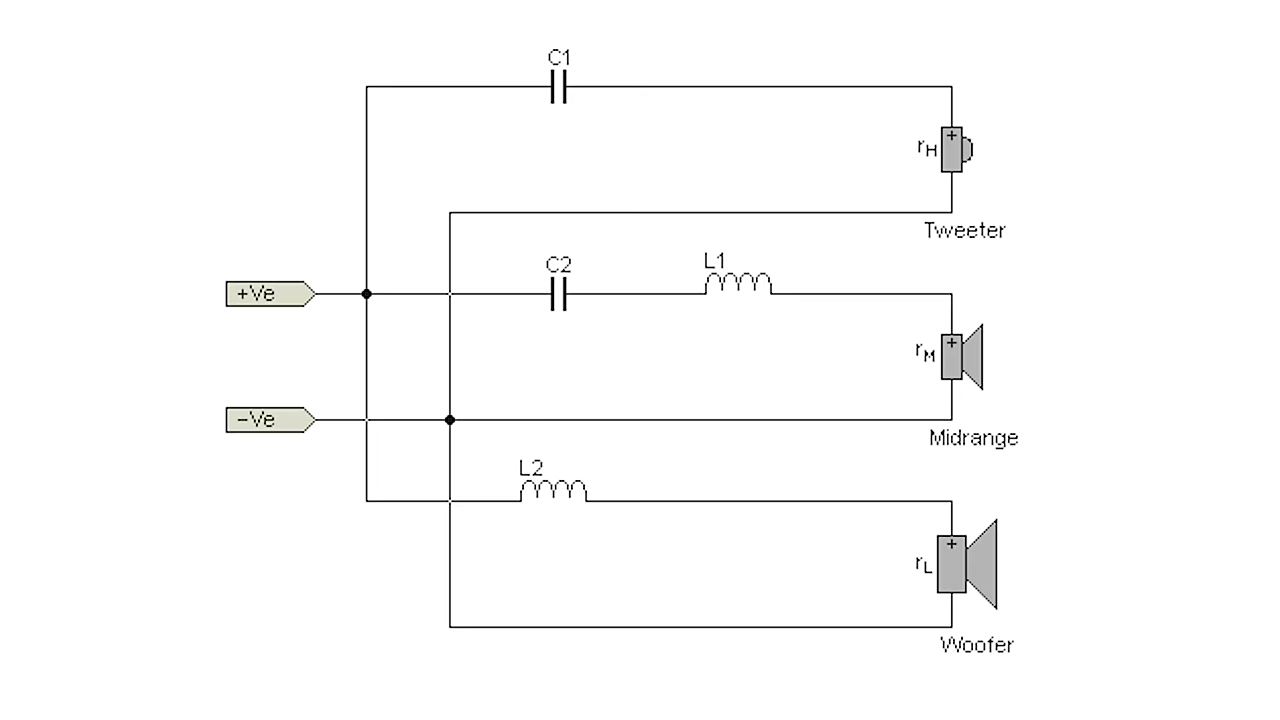 C1
+
rH
Tweeter
C2
L1
+Ve
+
rM
−Ve
Midrange
L2
+
rL
Woofer